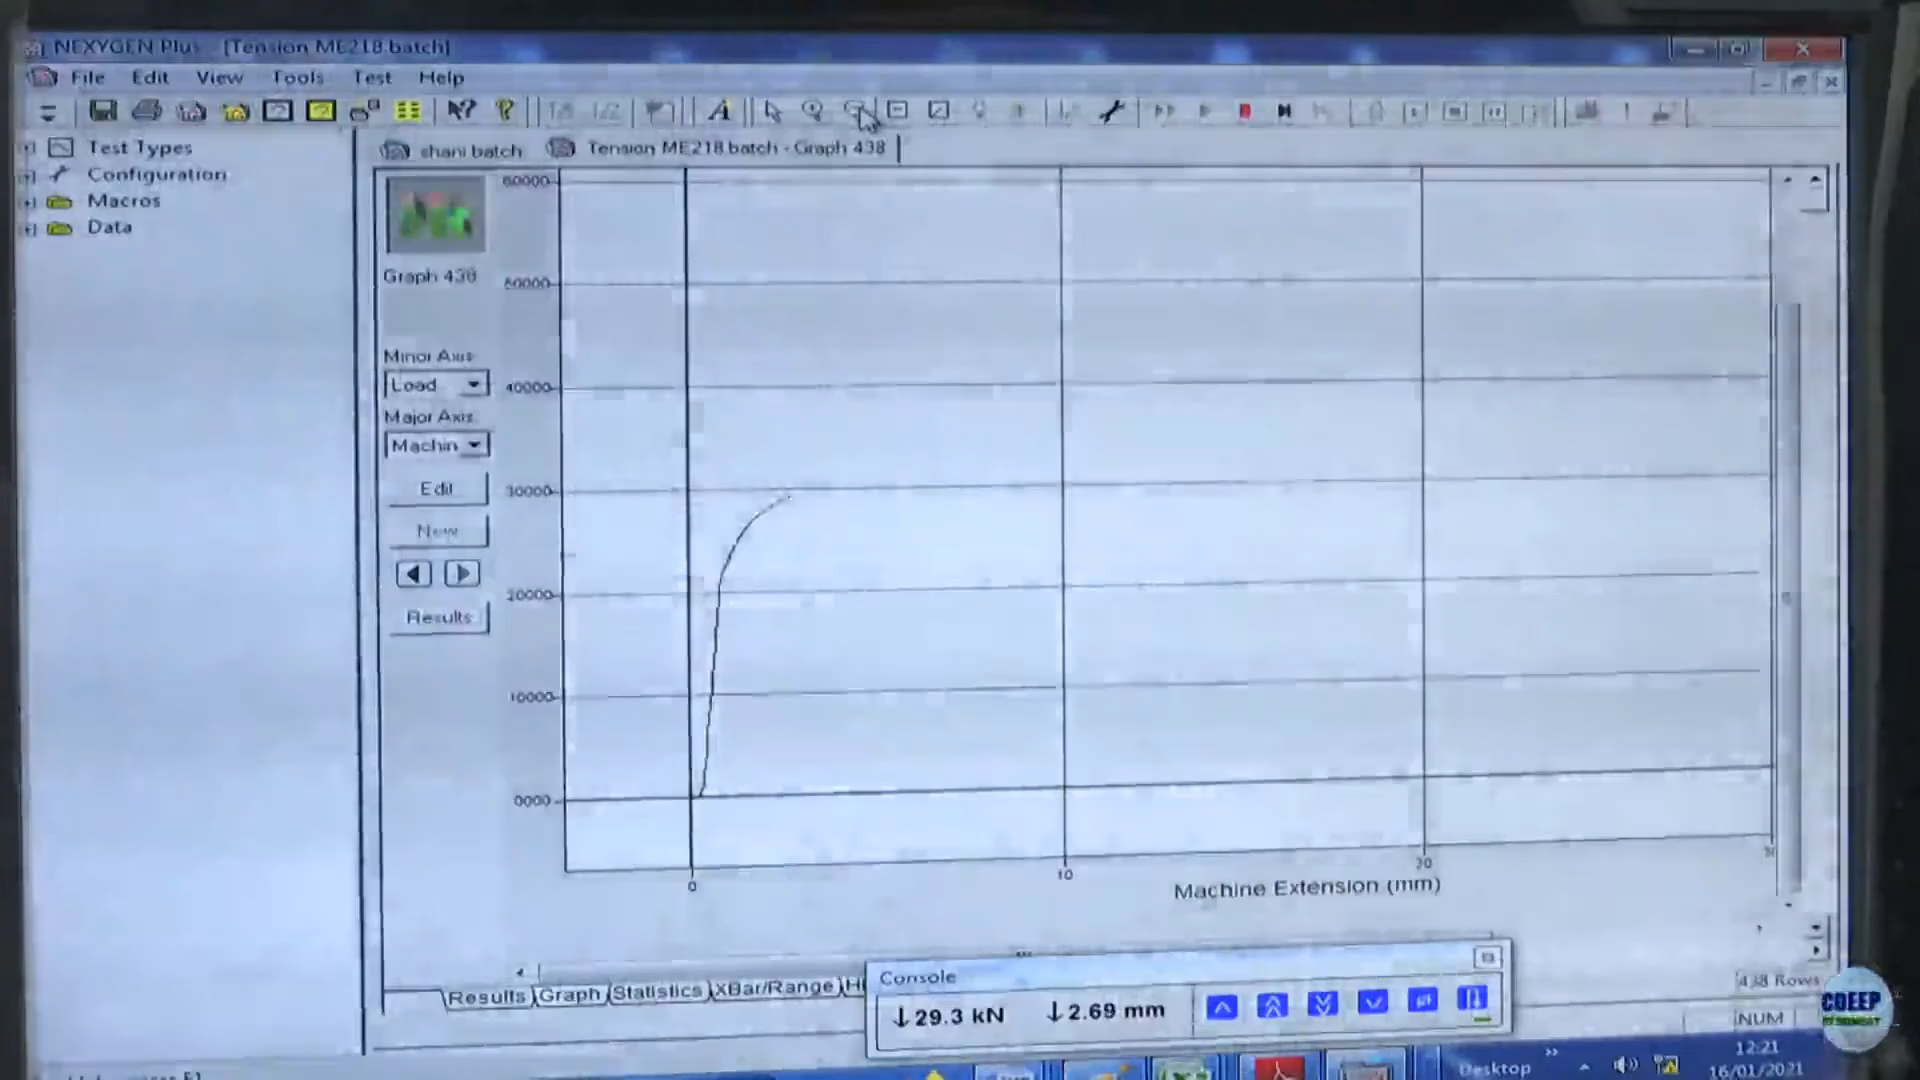 NEXYGEN Plus - [Tension ME218.batch]
File Edit View Tools Test Help
Test Types
Configuration
Macros
Data
shani batch
Tension ME218.batch - Graph 438
Graph 438
Minor Axis
Load
Major Axis
Machin
Edit
New
Results
60000
50000
40000
30000
20000
10000
0000
0
10
20
Machine Extension (mm)
Results Graph Statistics XBar/Range
438 Rows
Console
↓29.3 kN ↓2.69 mm
NUM
CDEEP
IIT BOMBAY
Desktop
12:21
16/01/2021